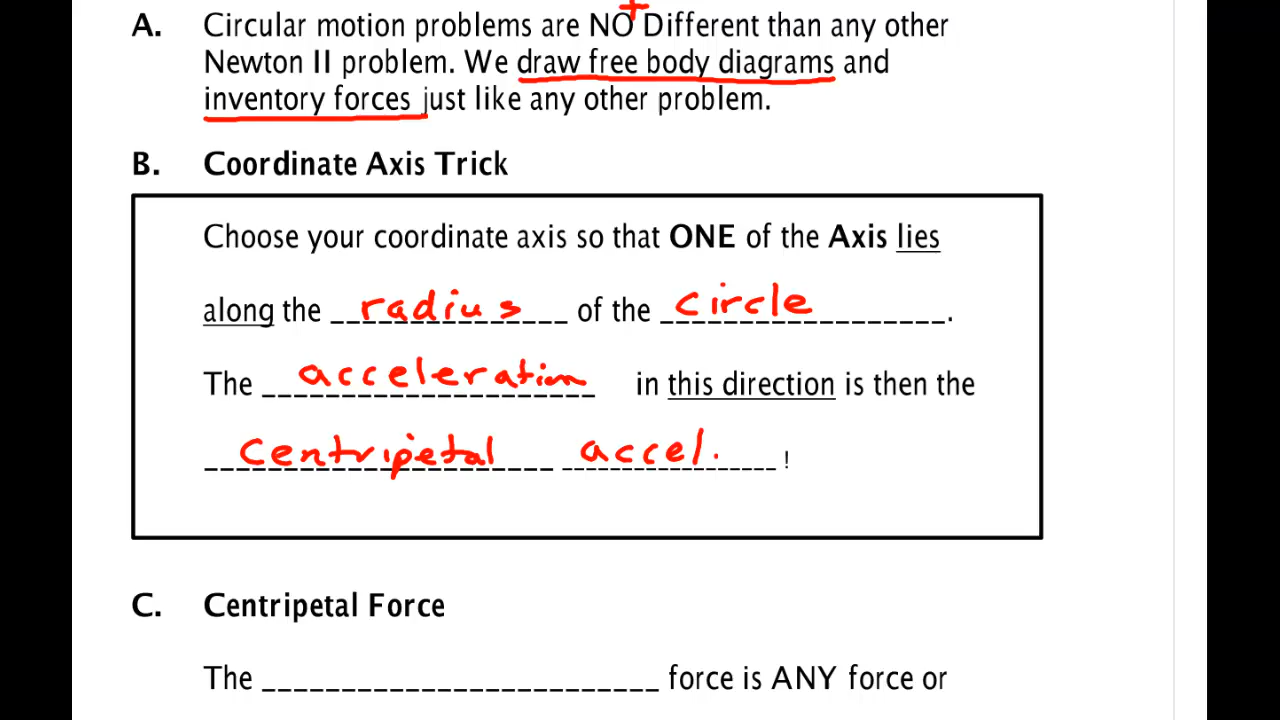 A. Circular motion problems are NOt Different than any other
Newton II problem. We draw free body diagrams and
inventory forces just like any other problem.
B. Coordinate Axis Trick
Choose your coordinate axis so that ONE of the Axis lies
along the radius of the circle.
The acceleration in this direction is then the
centripetal accel. !
C. Centripetal Force
The ________________________ force is ANY force or